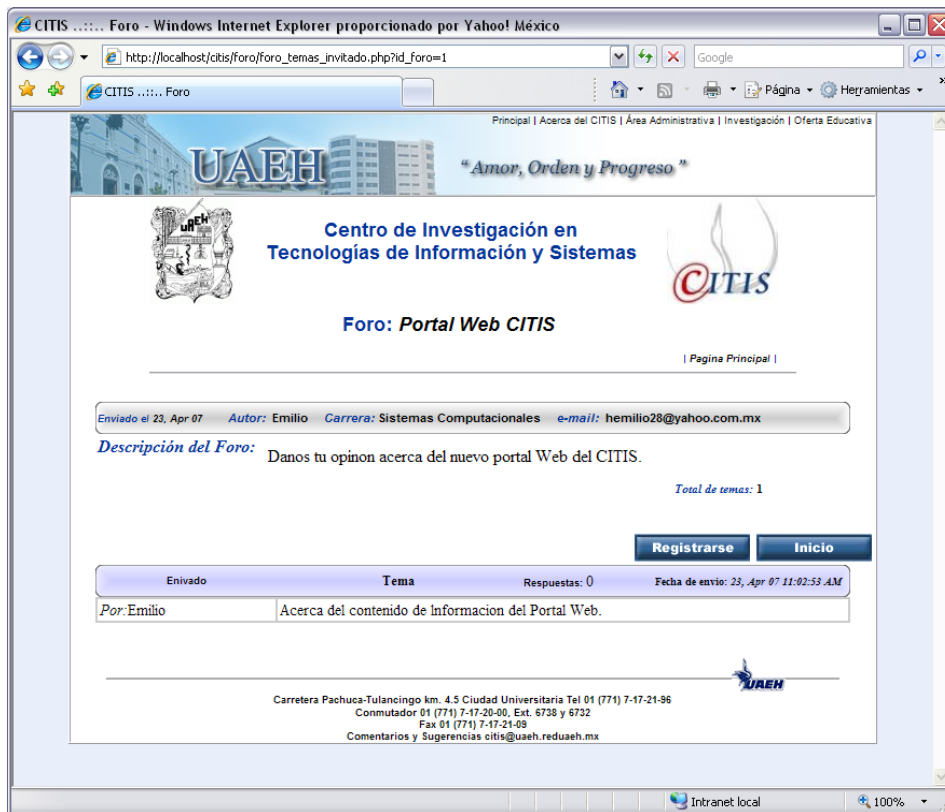 CITIS ..::.. Foro - Windows Internet Explorer proporcionado por Yahoo! México
http://localhost/citis/foro/foro_temas_invitado.php?id_foro=1
Google
CITIS ..::.. Foro
Página
Herramientas
Principal | Acerca del CITIS | Área Administrativa | Investigación | Oferta Educativa
UAEH
“ Amor, Orden y Progreso ”
UAEH
Centro de Investigación en
Tecnologías de Información y Sistemas
CITIS
Foro: Portal Web CITIS
| Pagina Principal |
Enviado el 23, Apr 07 Autor: Emilio Carrera: Sistemas Computacionales e-mail: hemilio28@yahoo.com.mx
Descripción del Foro:
Danos tu opinon acerca del nuevo portal Web del CITIS.
Total de temas: 1
Registrarse Inicio
Enivado Tema Respuestas: 0 Fecha de envio: 23, Apr 07 11:02:53 AM
Por:Emilio Acerca del contenido de Informacion del Portal Web.
UAEH
Carretera Pachuca-Tulancingo km. 4.5 Ciudad Universitaria Tel 01 (771) 7-17-21-96
Conmutador 01 (771) 7-17-20-00, Ext. 6738 y 6732
Fax 01 (771) 7-17-21-09
Comentarios y Sugerencias citis@uaeh.reduaeh.mx
Intranet local 100%